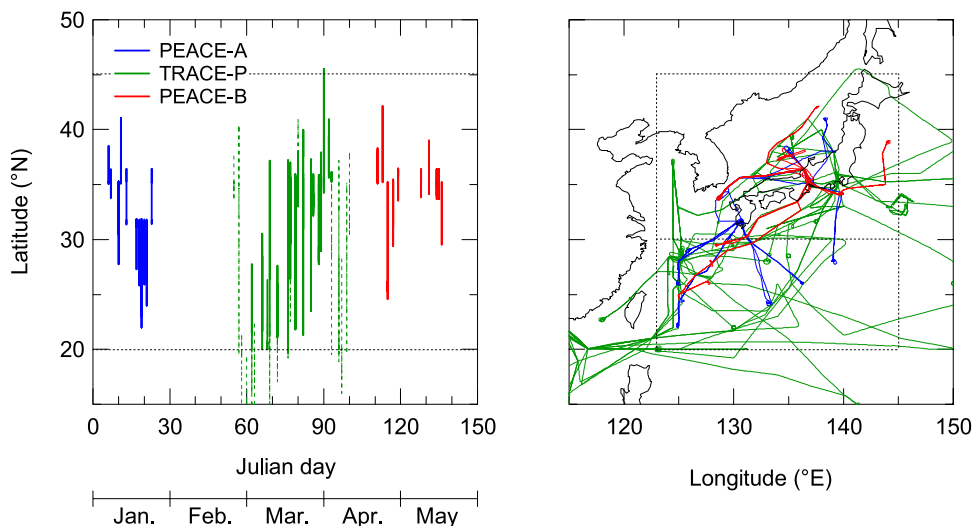 PEACE-A
TRACE-P
PEACE-B
50
40
30
20
Latitude (°N)
0 30 60 90 120 150
Julian day
Jan. Feb. Mar. Apr. May
120 130 140 150
Longitude (°E)